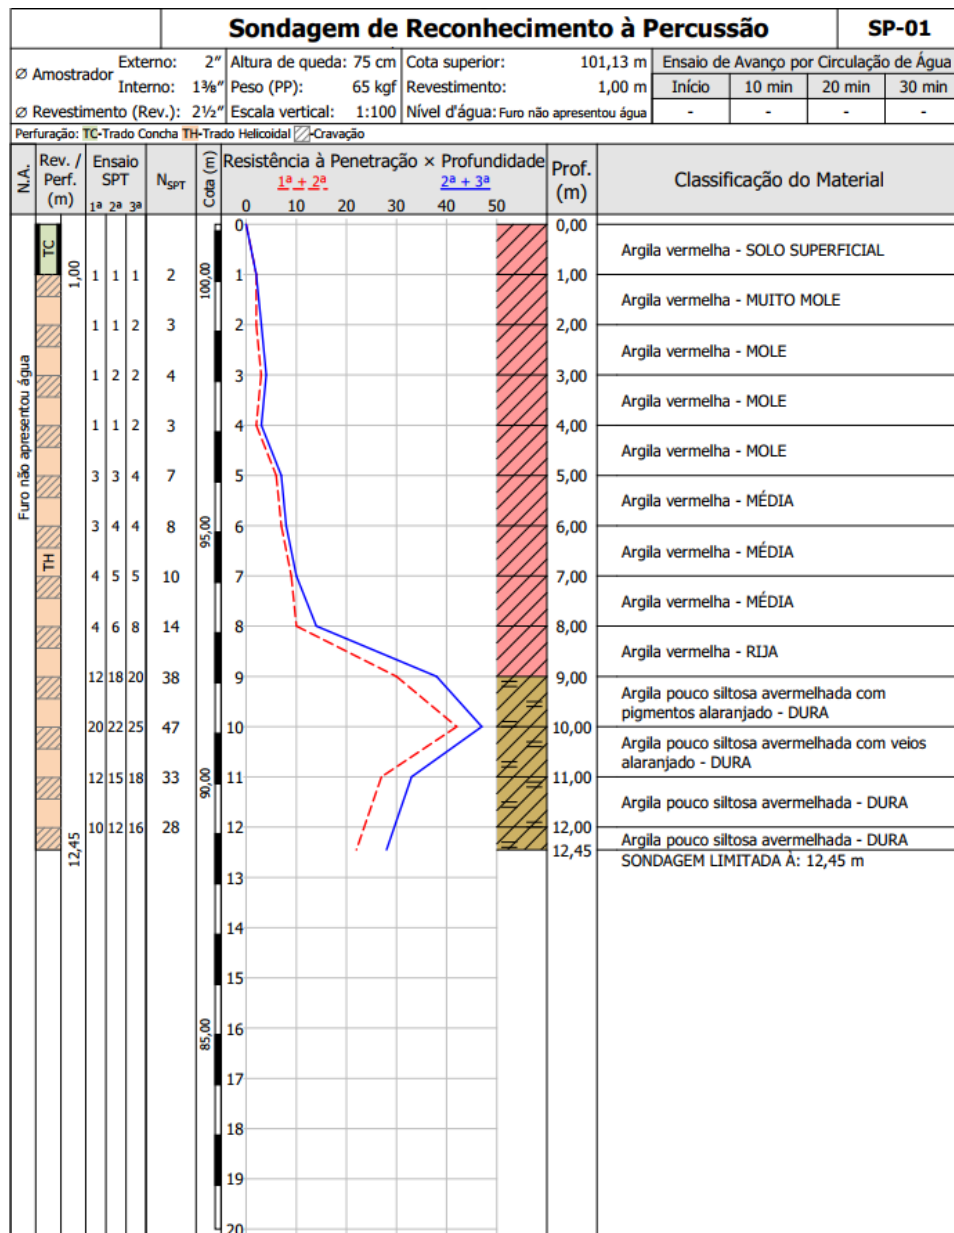 Sondagem de Reconhecimento à Percussão SP-01
Ø Amostrador Externo: 2" Altura de queda: 75 cm Cota superior: 101,13 m Ensaio de Avanço por Circulação de Água
Interno: 1⅜" Peso (PP): 65 kgf Revestimento: 1,00 m Início 10 min 20 min 30 min
Ø Revestimento (Rev.): 2½" Escala vertical: 1:100 Nível d'água: Furo não apresentou água - - - -
Perfuração: TC-Trado Concha TH-Trado Helicoidal -Cravação
N.A. Rev. / Perf. (m) Ensaio SPT 1ª 2ª 3ª NSPT Cota (m) Resistência à Penetração × Profundidade Prof. (m) Classificação do Material
1ª + 2ª 2ª + 3ª
0 10 20 30 40 50
0 0,00
TC Argila vermelha - SOLO SUPERFICIAL
1,00 1 1 1 2 100,00 1 1,00
Argila vermelha - MUITO MOLE
1 1 2 3 2 2,00
Argila vermelha - MOLE
1 2 2 4 3 3,00
Argila vermelha - MOLE
Furo não apresentou água
1 1 2 3 4 4,00
Argila vermelha - MOLE
3 3 4 7 5 5,00
Argila vermelha - MÉDIA
3 4 4 8 95,00 6 6,00
TH Argila vermelha - MÉDIA
4 5 5 10 7 7,00
Argila vermelha - MÉDIA
4 6 8 14 8 8,00
Argila vermelha - RIJA
12 18 20 38 9 9,00
Argila pouco siltosa avermelhada com
pigmentos alaranjado - DURA
20 22 25 47 10 10,00
Argila pouco siltosa avermelhada com veios
alaranjado - DURA
12 15 18 33 90,00 11 11,00
Argila pouco siltosa avermelhada - DURA
10 12 16 28 12 12,00
Argila pouco siltosa avermelhada - DURA
12,45 12,45
SONDAGEM LIMITADA À: 12,45 m
13
14
15
85,00 16
17
18
19
20